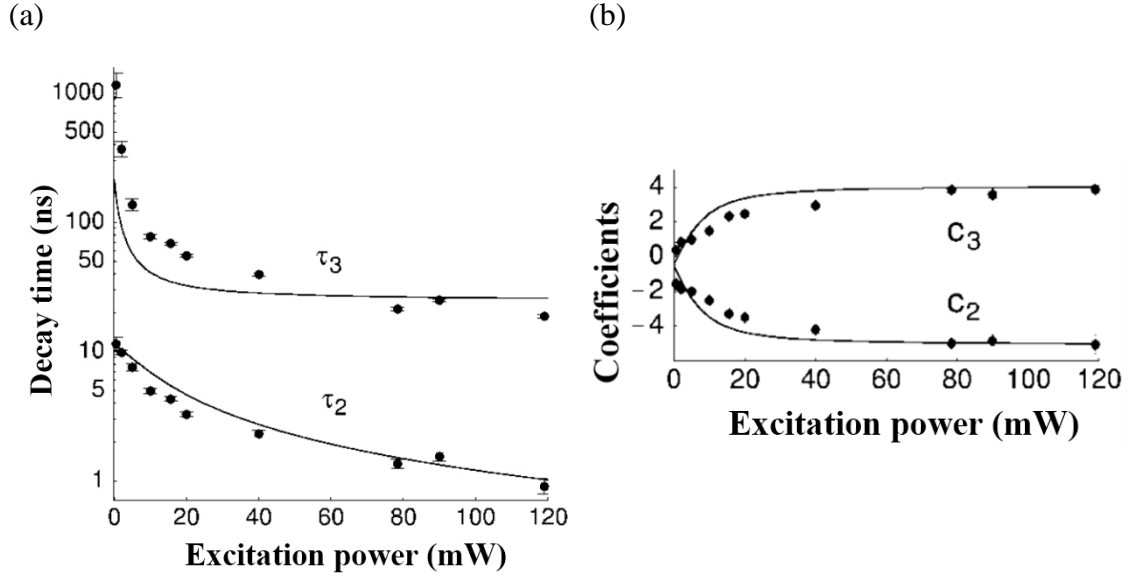 (a)
(b)
Decay time (ns)
1000
500
100
50
10
5
1
τ3
τ2
0 20 40 60 80 100 120
Excitation power (mW)
Coefficients
4
2
0
−2
−4
C3
C2
0 20 40 60 80 100 120
Excitation power (mW)